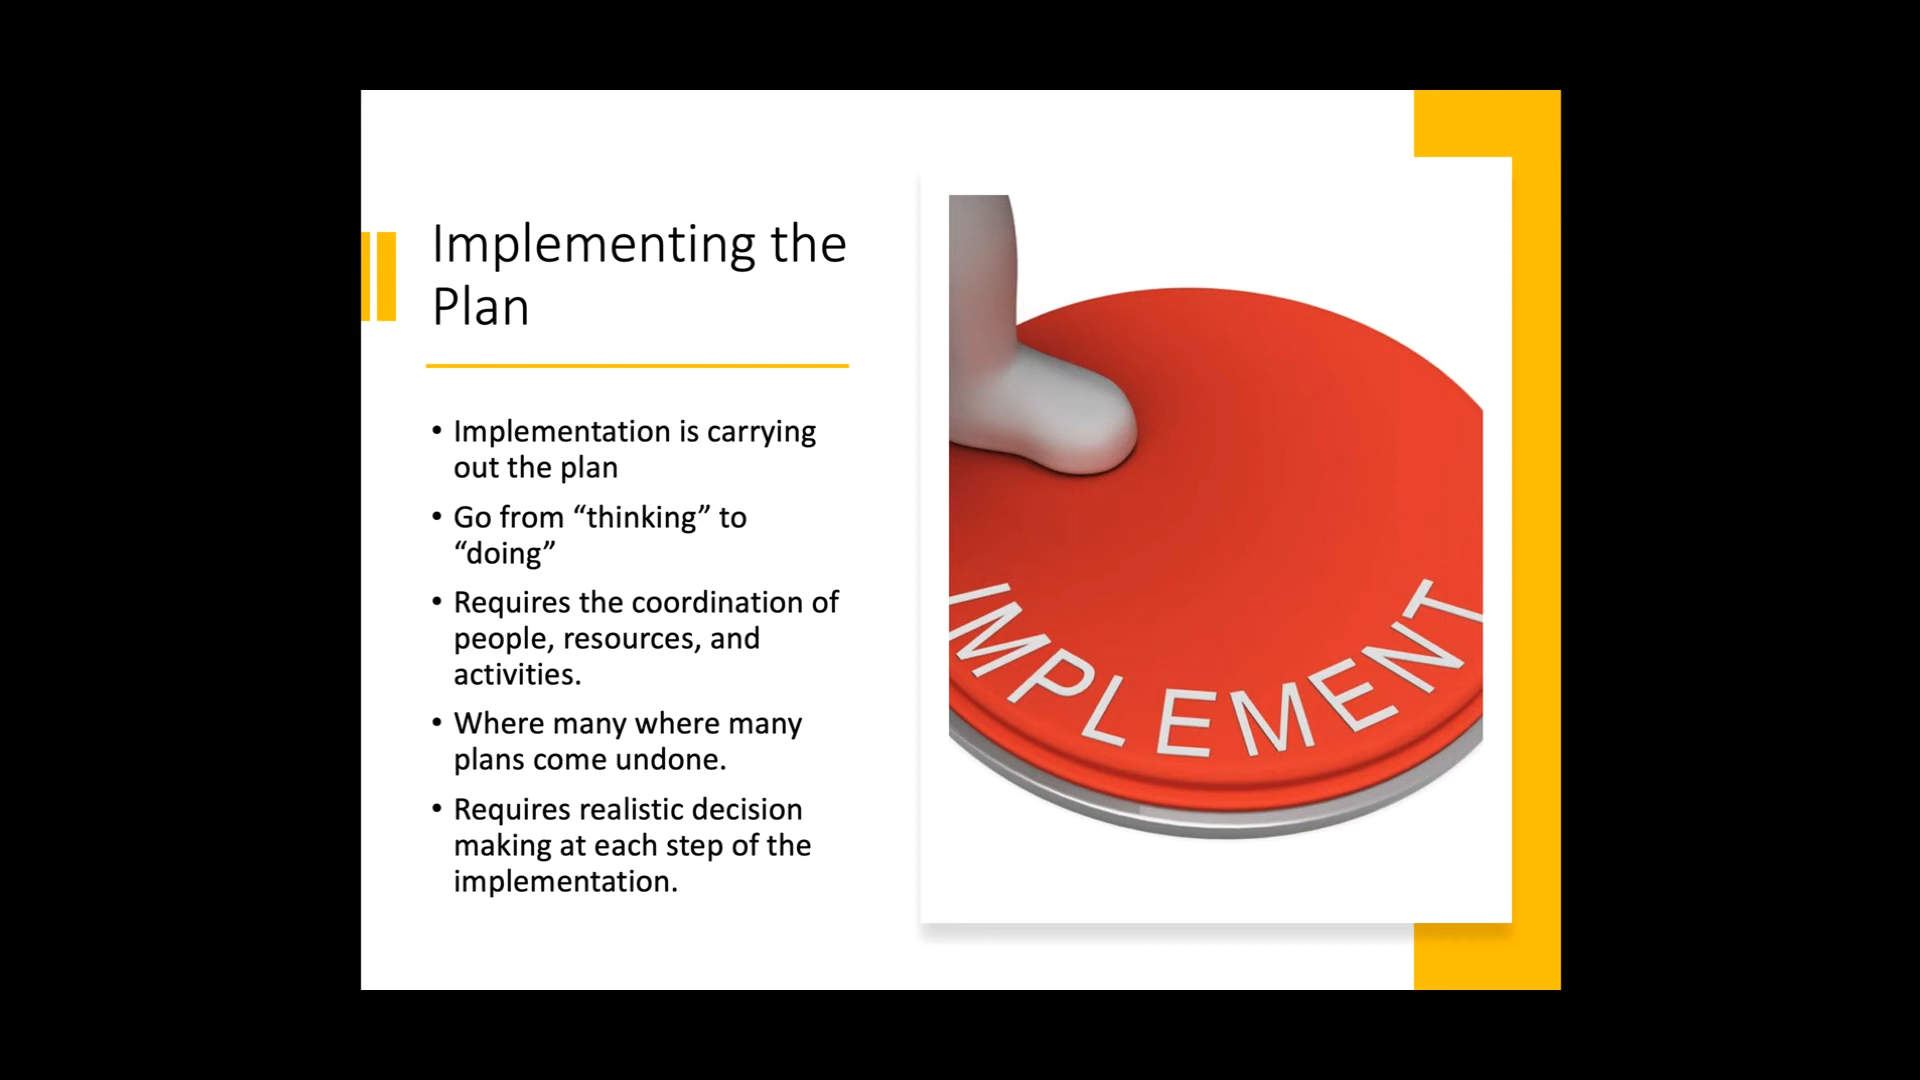 Implementing the
Plan
• Implementation is carrying
out the plan
• Go from “thinking” to
“doing”
• Requires the coordination of
people, resources, and
activities.
• Where many where many
plans come undone.
• Requires realistic decision
making at each step of the
implementation.
IMPLEMENT